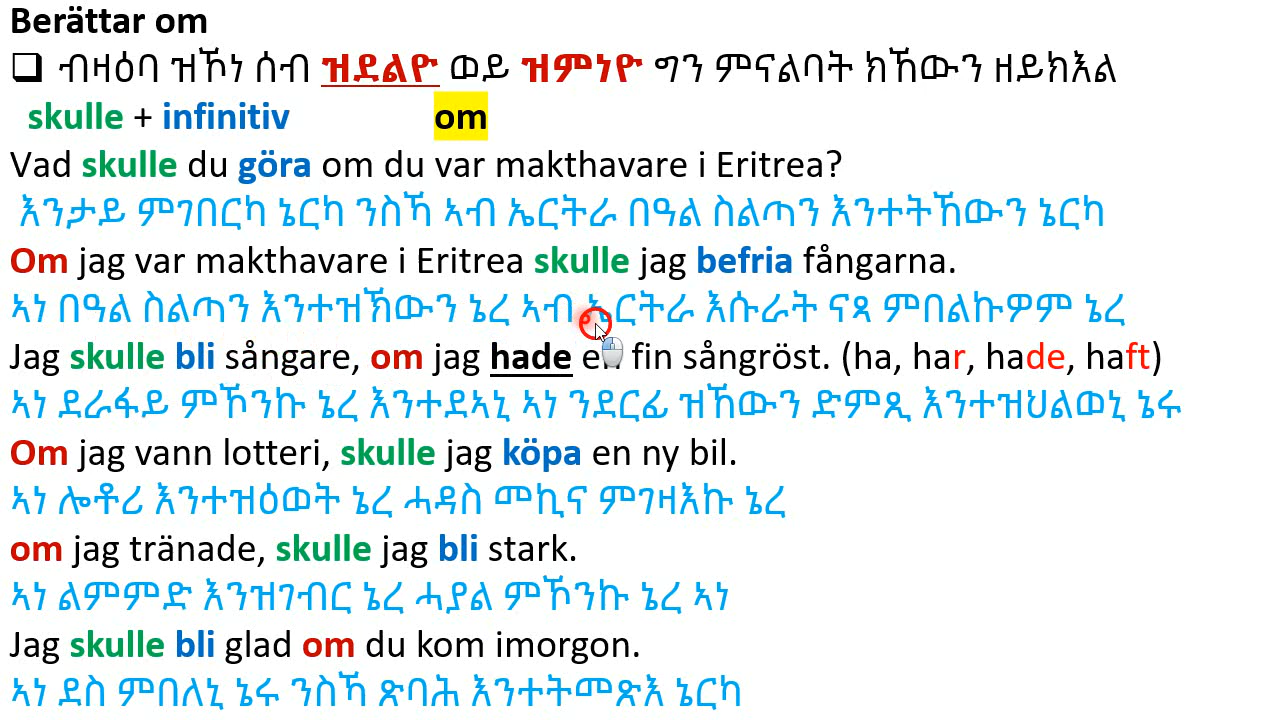 Berättar om
❑ ብዛዕባ ዝኾነ ሰብ ዝደልዮ ወይ ዝምነዮ ግን ምናልባት ክኸውን ዘይክእል
skulle + infinitiv om
Vad skulle du göra om du var makthavare i Eritrea?
እንታይ ምገበርካ ኔርካ ንስኻ ኣብ ኤርትራ በዓል ስልጣን እንተትኸውን ኔርካ
Om jag var makthavare i Eritrea skulle jag befria fångarna.
ኣነ በዓል ስልጣን እንተዝኽውን ኔረ ኣብ ኤርትራ እሱራት ናጻ ምበልኩዎም ኔረ
Jag skulle bli sångare, om jag hade en fin sångröst. (ha, har, hade, haft)
ኣነ ደራፋይ ምኾንኩ ኔረ እንተደኣኒ ኣነ ንደርፊ ዝኸውን ድምጺ እንተዝህልወኒ ኔሩ
Om jag vann lotteri, skulle jag köpa en ny bil.
ኣነ ሎቶሪ እንተዝዕወት ኔረ ሓዳስ መኪና ምገዛእኩ ኔረ
om jag tränade, skulle jag bli stark.
ኣነ ልምምድ እንዝገብር ኔረ ሓያል ምኾንኩ ኔረ ኣነ
Jag skulle bli glad om du kom imorgon.
ኣነ ደስ ምበለኒ ኔሩ ንስኻ ጽባሕ እንተትመጽእ ኔርካ